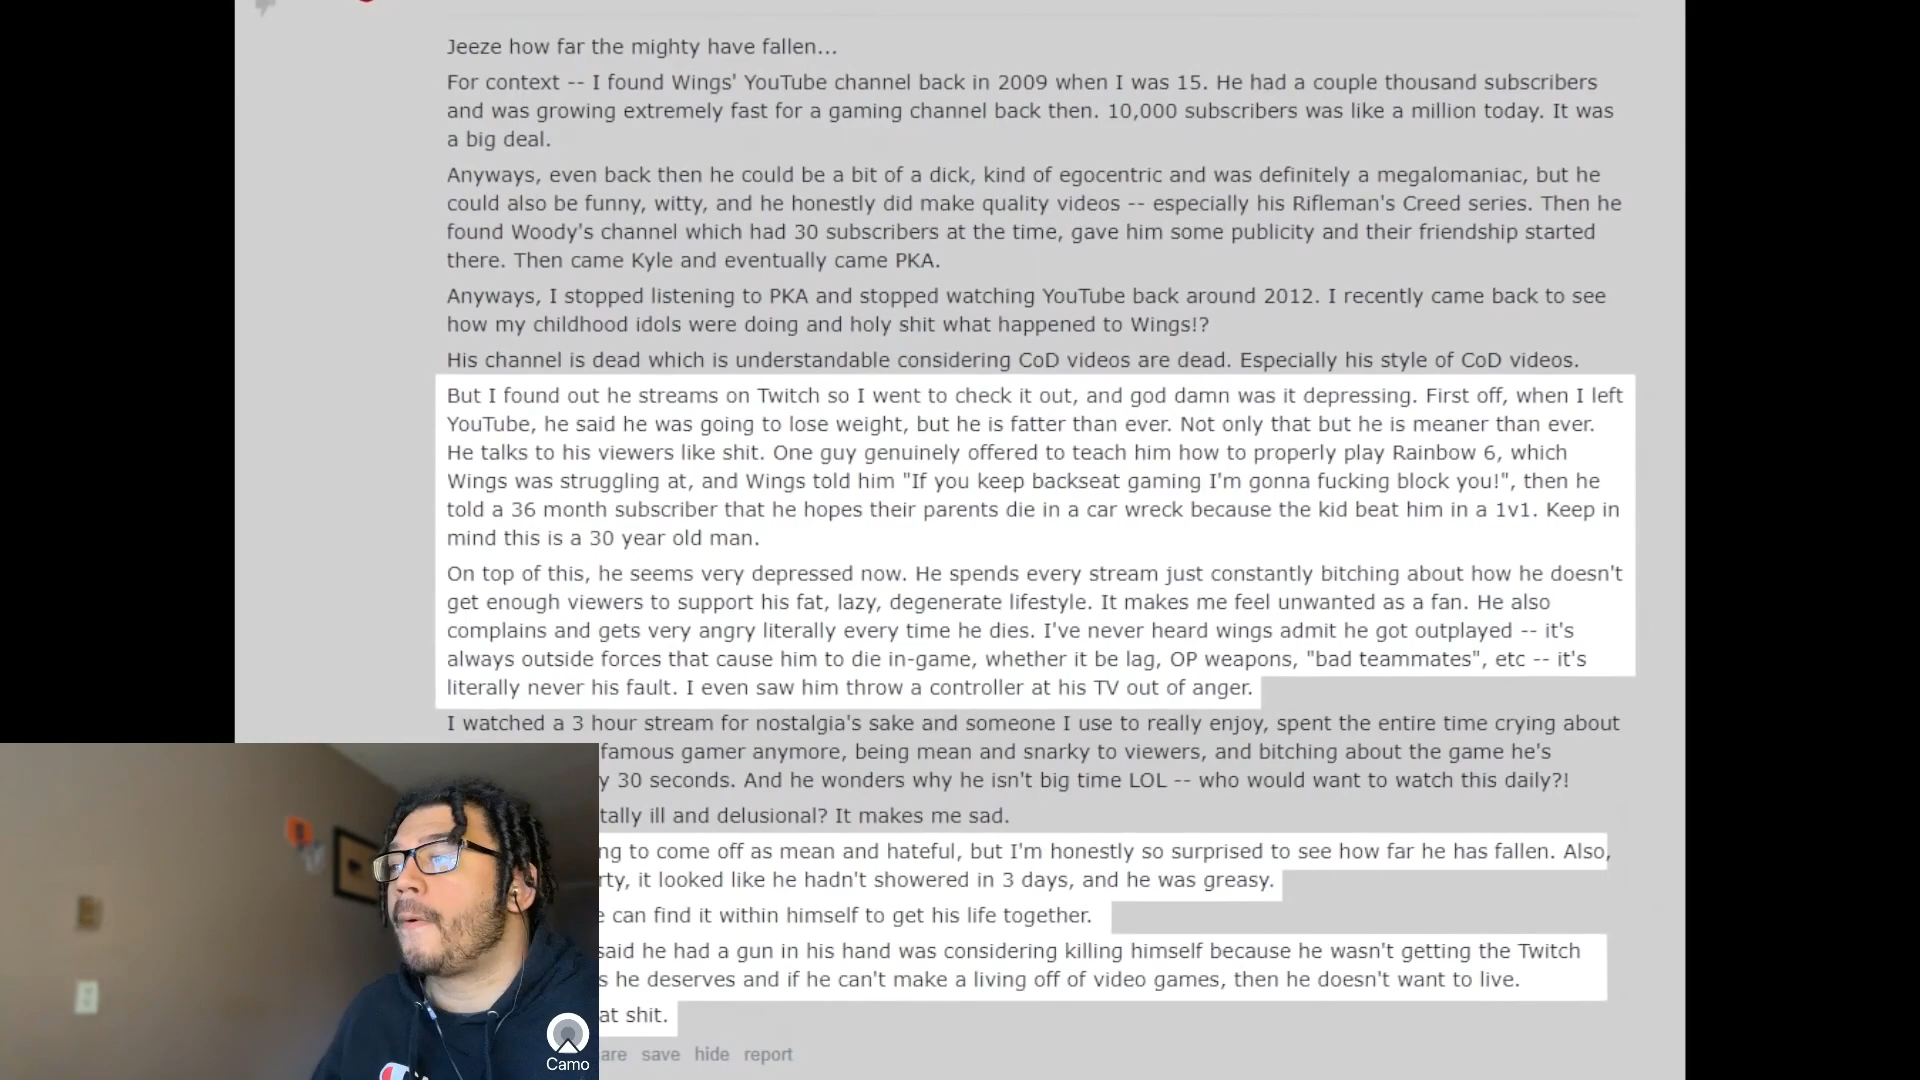 Jeeze how far the mighty have fallen...
For context -- I found Wings' YouTube channel back in 2009 when I was 15. He had a couple thousand subscribers
and was growing extremely fast for a gaming channel back then. 10,000 subscribers was like a million today. It was
a big deal.
Anyways, even back then he could be a bit of a dick, kind of egocentric and was definitely a megalomaniac, but he
could also be funny, witty, and he honestly did make quality videos -- especially his Rifleman's Creed series. Then he
found Woody's channel which had 30 subscribers at the time, gave him some publicity and their friendship started
there. Then came Kyle and eventually came PKA.
Anyways, I stopped listening to PKA and stopped watching YouTube back around 2012. I recently came back to see
how my childhood idols were doing and holy shit what happened to Wings!?
His channel is dead which is understandable considering CoD videos are dead. Especially his style of CoD videos.
But I found out he streams on Twitch so I went to check it out, and god damn was it depressing. First off, when I left
YouTube, he said he was going to lose weight, but he is fatter than ever. Not only that but he is meaner than ever.
He talks to his viewers like shit. One guy genuinely offered to teach him how to properly play Rainbow 6, which
Wings was struggling at, and Wings told him "If you keep backseat gaming I'm gonna fucking block you!", then he
told a 36 month subscriber that he hopes their parents die in a car wreck because the kid beat him in a 1v1. Keep in
mind this is a 30 year old man.
On top of this, he seems very depressed now. He spends every stream just constantly bitching about how he doesn't
get enough viewers to support his fat, lazy, degenerate lifestyle. It makes me feel unwanted as a fan. He also
complains and gets very angry literally every time he dies. I've never heard wings admit he got outplayed -- it's
always outside forces that cause him to die in-game, whether it be lag, OP weapons, "bad teammates", etc -- it's
literally never his fault. I even saw him throw a controller at his TV out of anger.
I watched a 3 hour stream for nostalgia's sake and someone I use to really enjoy, spent the entire time crying about
famous gamer anymore, being mean and snarky to viewers, and bitching about the game he's
y 30 seconds. And he wonders why he isn't big time LOL -- who would want to watch this daily?!
tally ill and delusional? It makes me sad.
ng to come off as mean and hateful, but I'm honestly so surprised to see how far he has fallen. Also,
rty, it looked like he hadn't showered in 3 days, and he was greasy.
e can find it within himself to get his life together.
said he had a gun in his hand was considering killing himself because he wasn't getting the Twitch
s he deserves and if he can't make a living off of video games, then he doesn't want to live.
at shit.
are save hide report
Camo